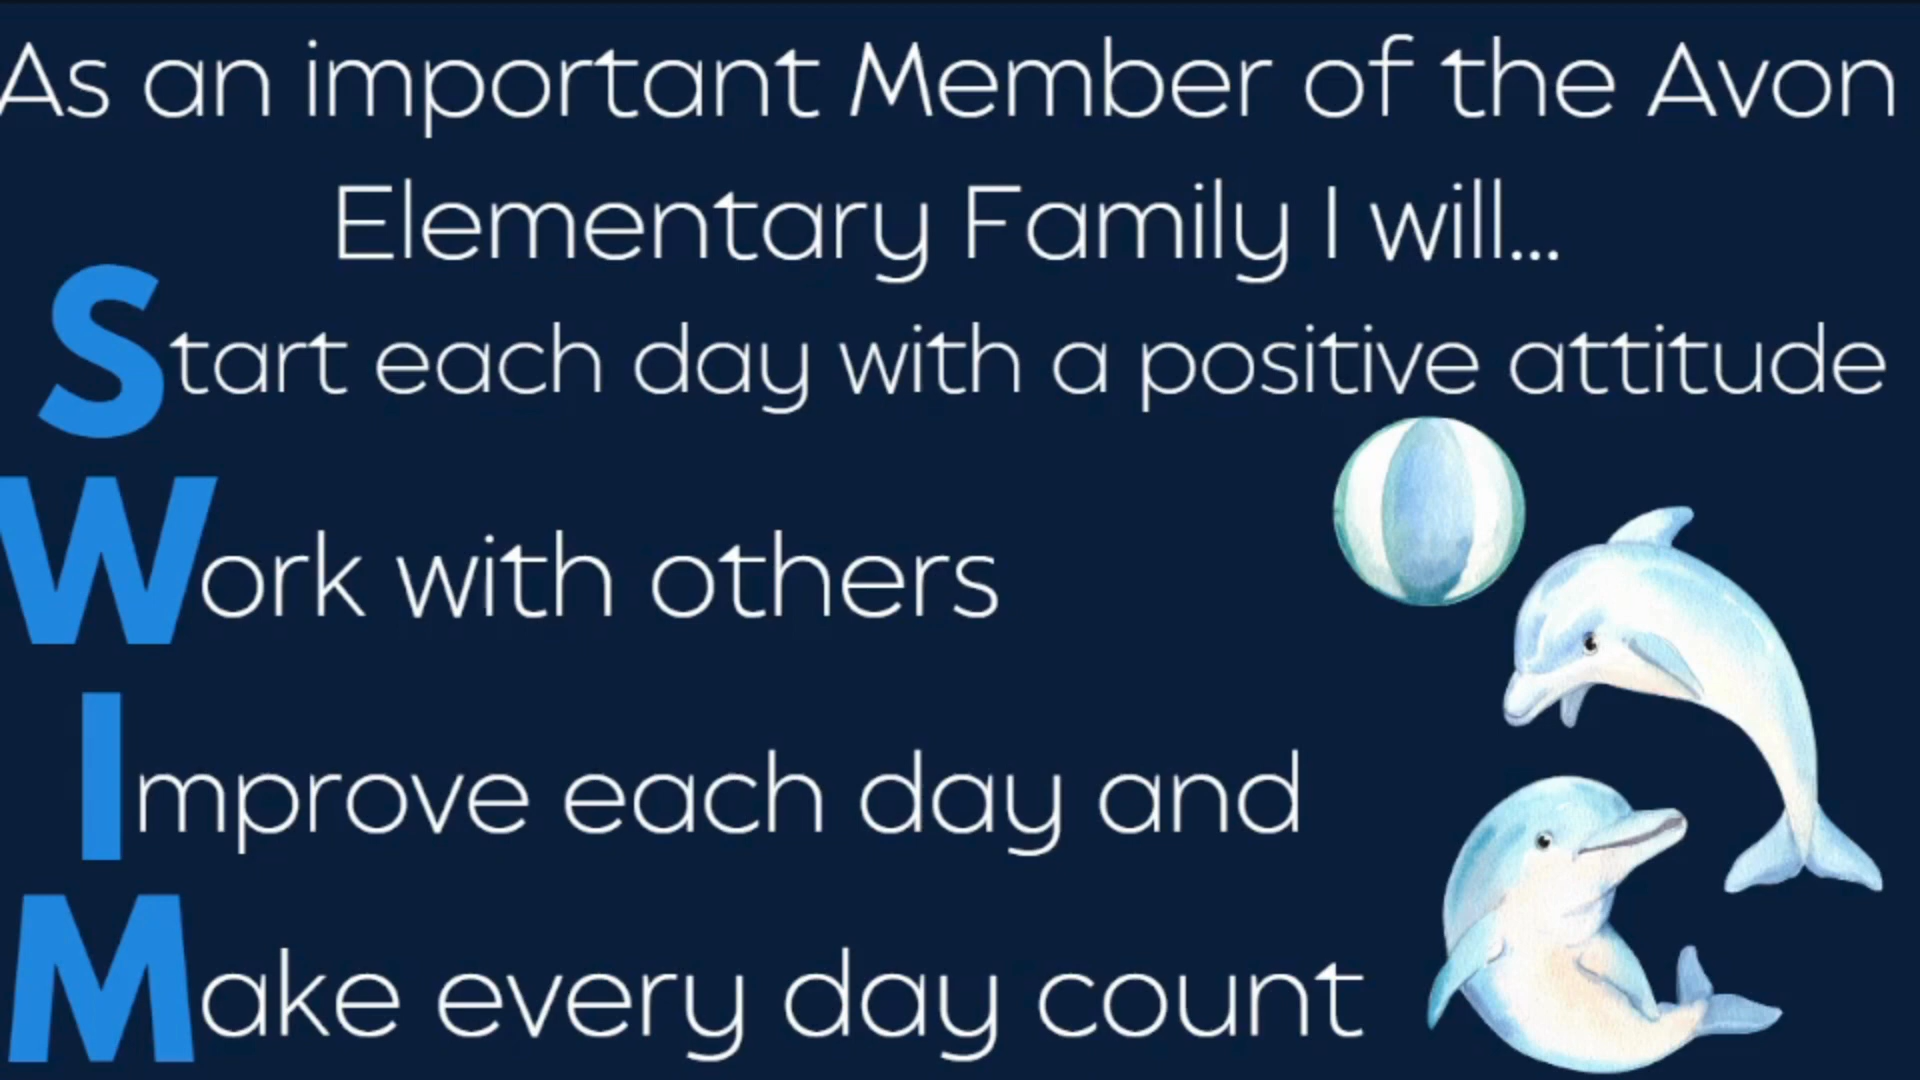 As an important Member of the Avon
Elementary Family I will...
Start each day with a positive attitude
Work with others
Improve each day and
Make every day count